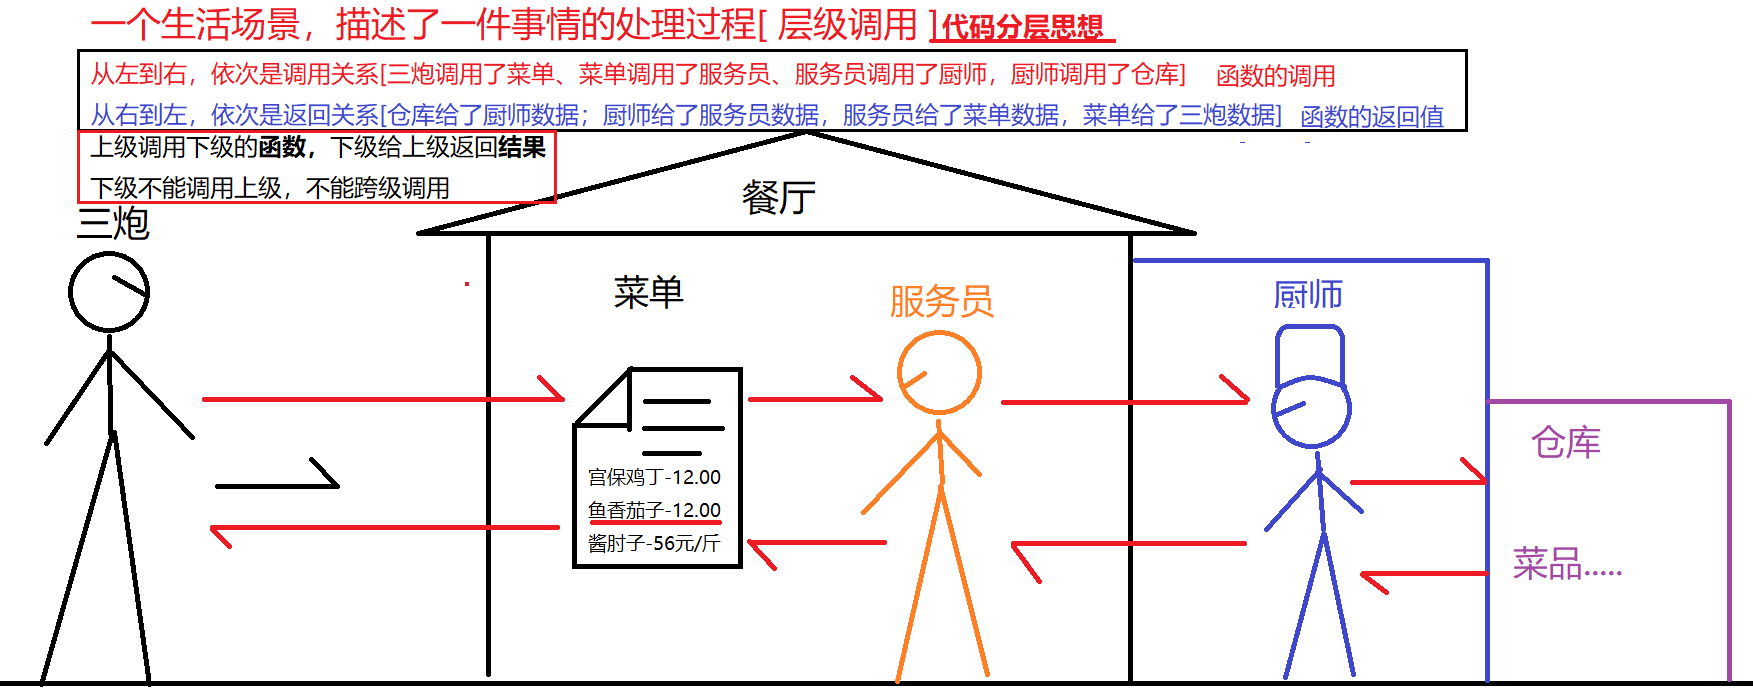 一个生活场景，描述了一件事情的处理过程[ 层级调用 ]代码分层思想
从左到右，依次是调用关系[三炮调用了菜单、菜单调用了服务员、服务员调用了厨师，厨师调用了仓库] 函数的调用
从右到左，依次是返回关系[仓库给了厨师数据；厨师给了服务员数据，服务员给了菜单数据，菜单给了三炮数据] 函数的返回值
上级调用下级的函数，下级给上级返回结果
下级不能调用上级，不能跨级调用
三炮
餐厅
菜单
服务员
厨师
仓库
宫保鸡丁-12.00
鱼香茄子-12.00
酱肘子-56元/斤
菜品.....